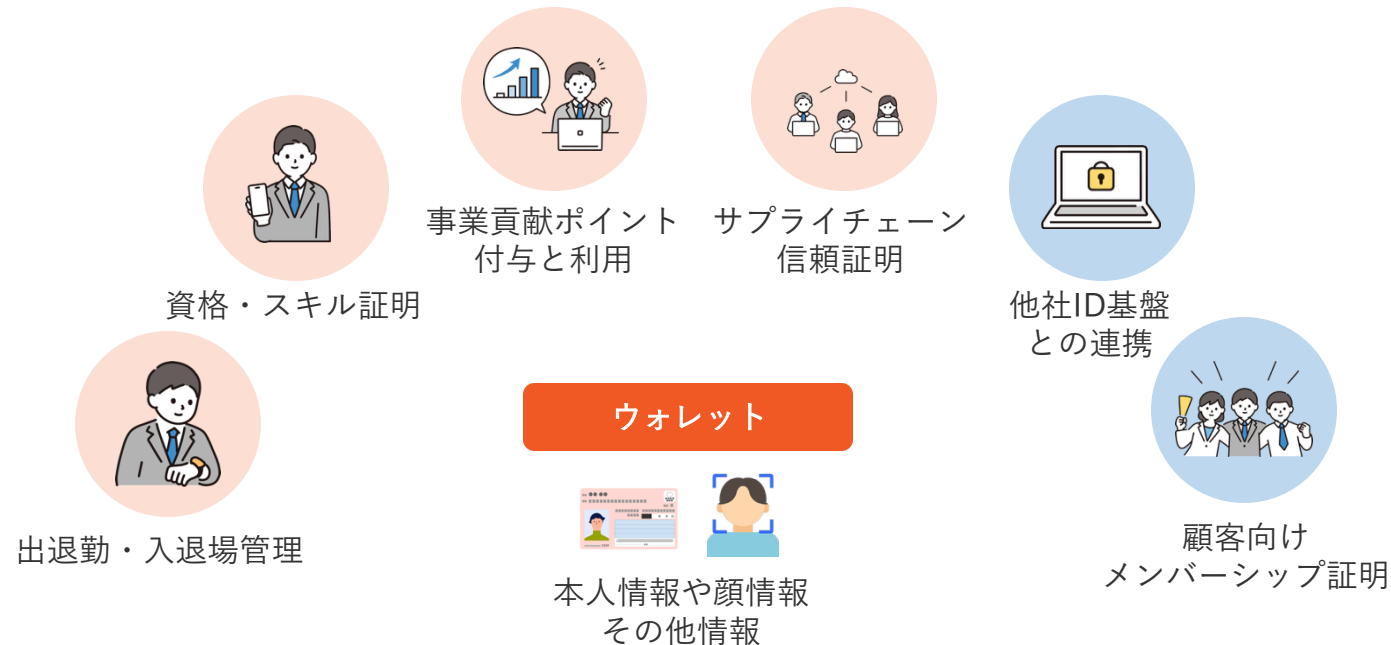 事業貢献ポイント
付与と利用
サプライチェーン
信頼証明
資格・スキル証明
他社ID基盤
との連携
ウォレット
出退勤・入退場管理
顧客向け
メンバーシップ証明
本人情報や顔情報
その他情報